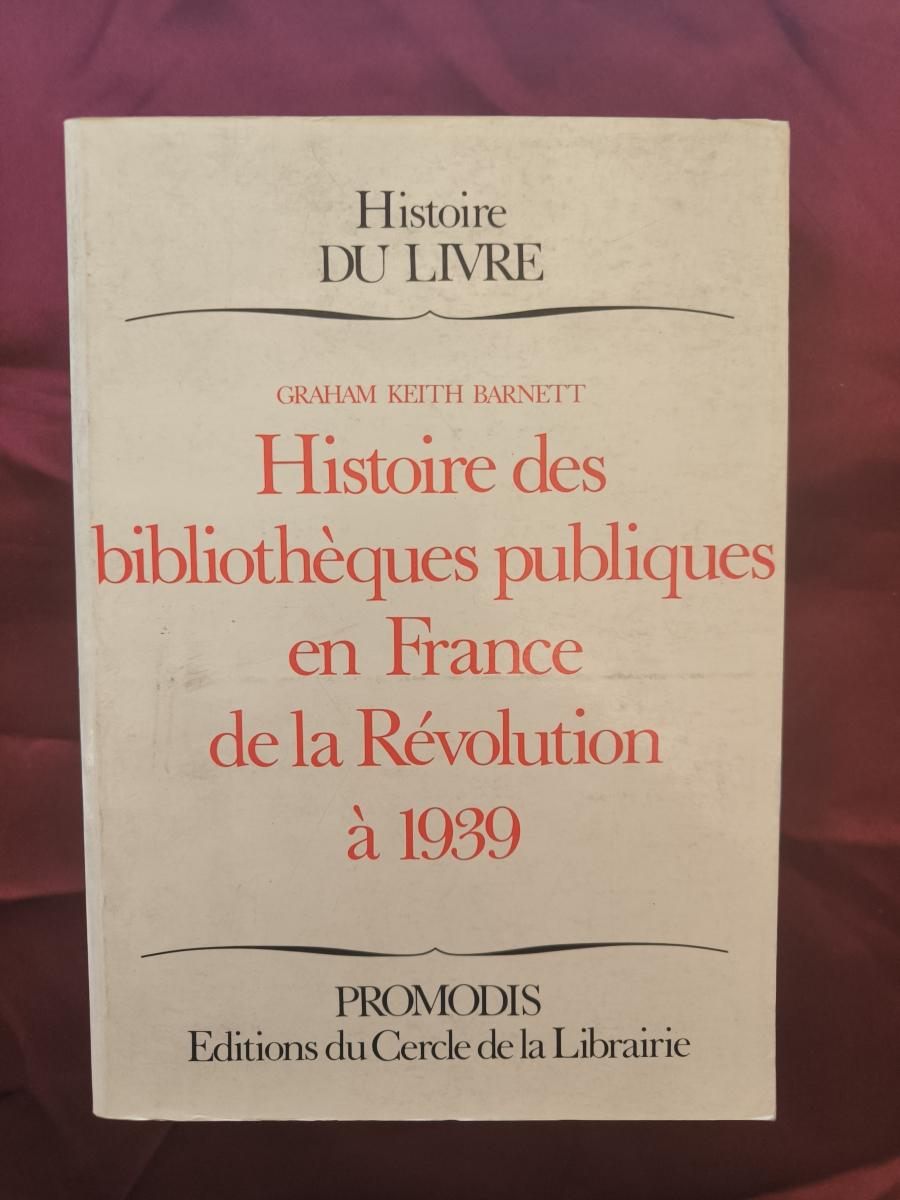 Histoire
DU LIVRE
GRAHAM KEITH BARNETT
Histoire des
bibliothèques publiques
en France
de la Révolution
à 1939
PROMODIS
Editions du Cercle de la Librairie